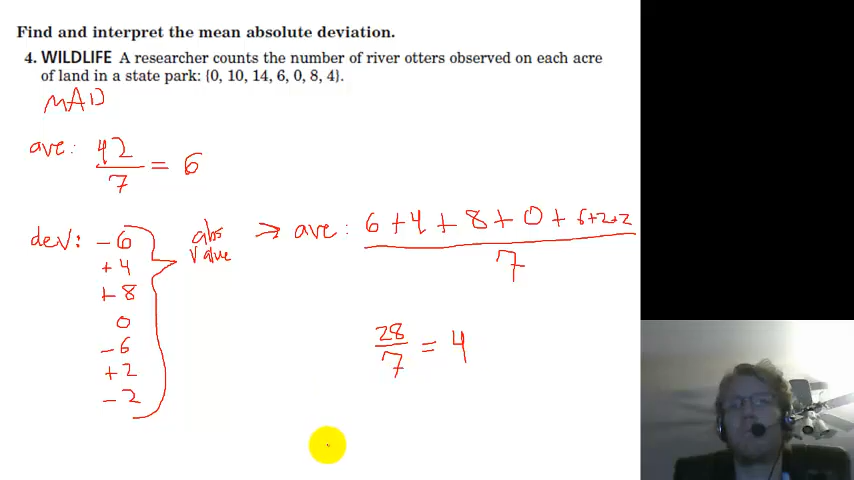 Find and interpret the mean absolute deviation.
4. WILDLIFE A researcher counts the number of river otters observed on each acre
of land in a state park: {0, 10, 14, 6, 0, 8, 4}.
MAD
ave: 42/7 = 6
dev: -6
+4
+8
0
-6
+2
-2
abs
value
→ ave: 6+4+8+0+6+2+2
7
28/7 = 4